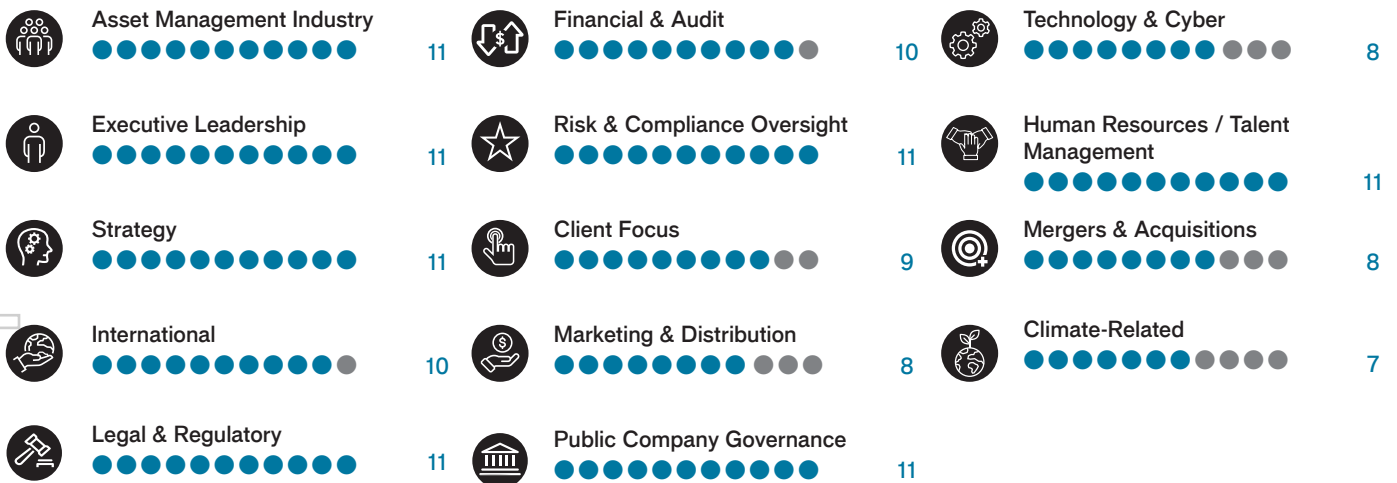 Asset Management Industry
11
Executive Leadership
11
Strategy
11
International
10
Legal & Regulatory
11
Financial & Audit
$
10
Risk & Compliance Oversight
11
Client Focus
9
Marketing & Distribution
$
8
Public Company Governance
11
Technology & Cyber
8
Human Resources / Talent
Management
11
Mergers & Acquisitions
8
Climate-Related
7